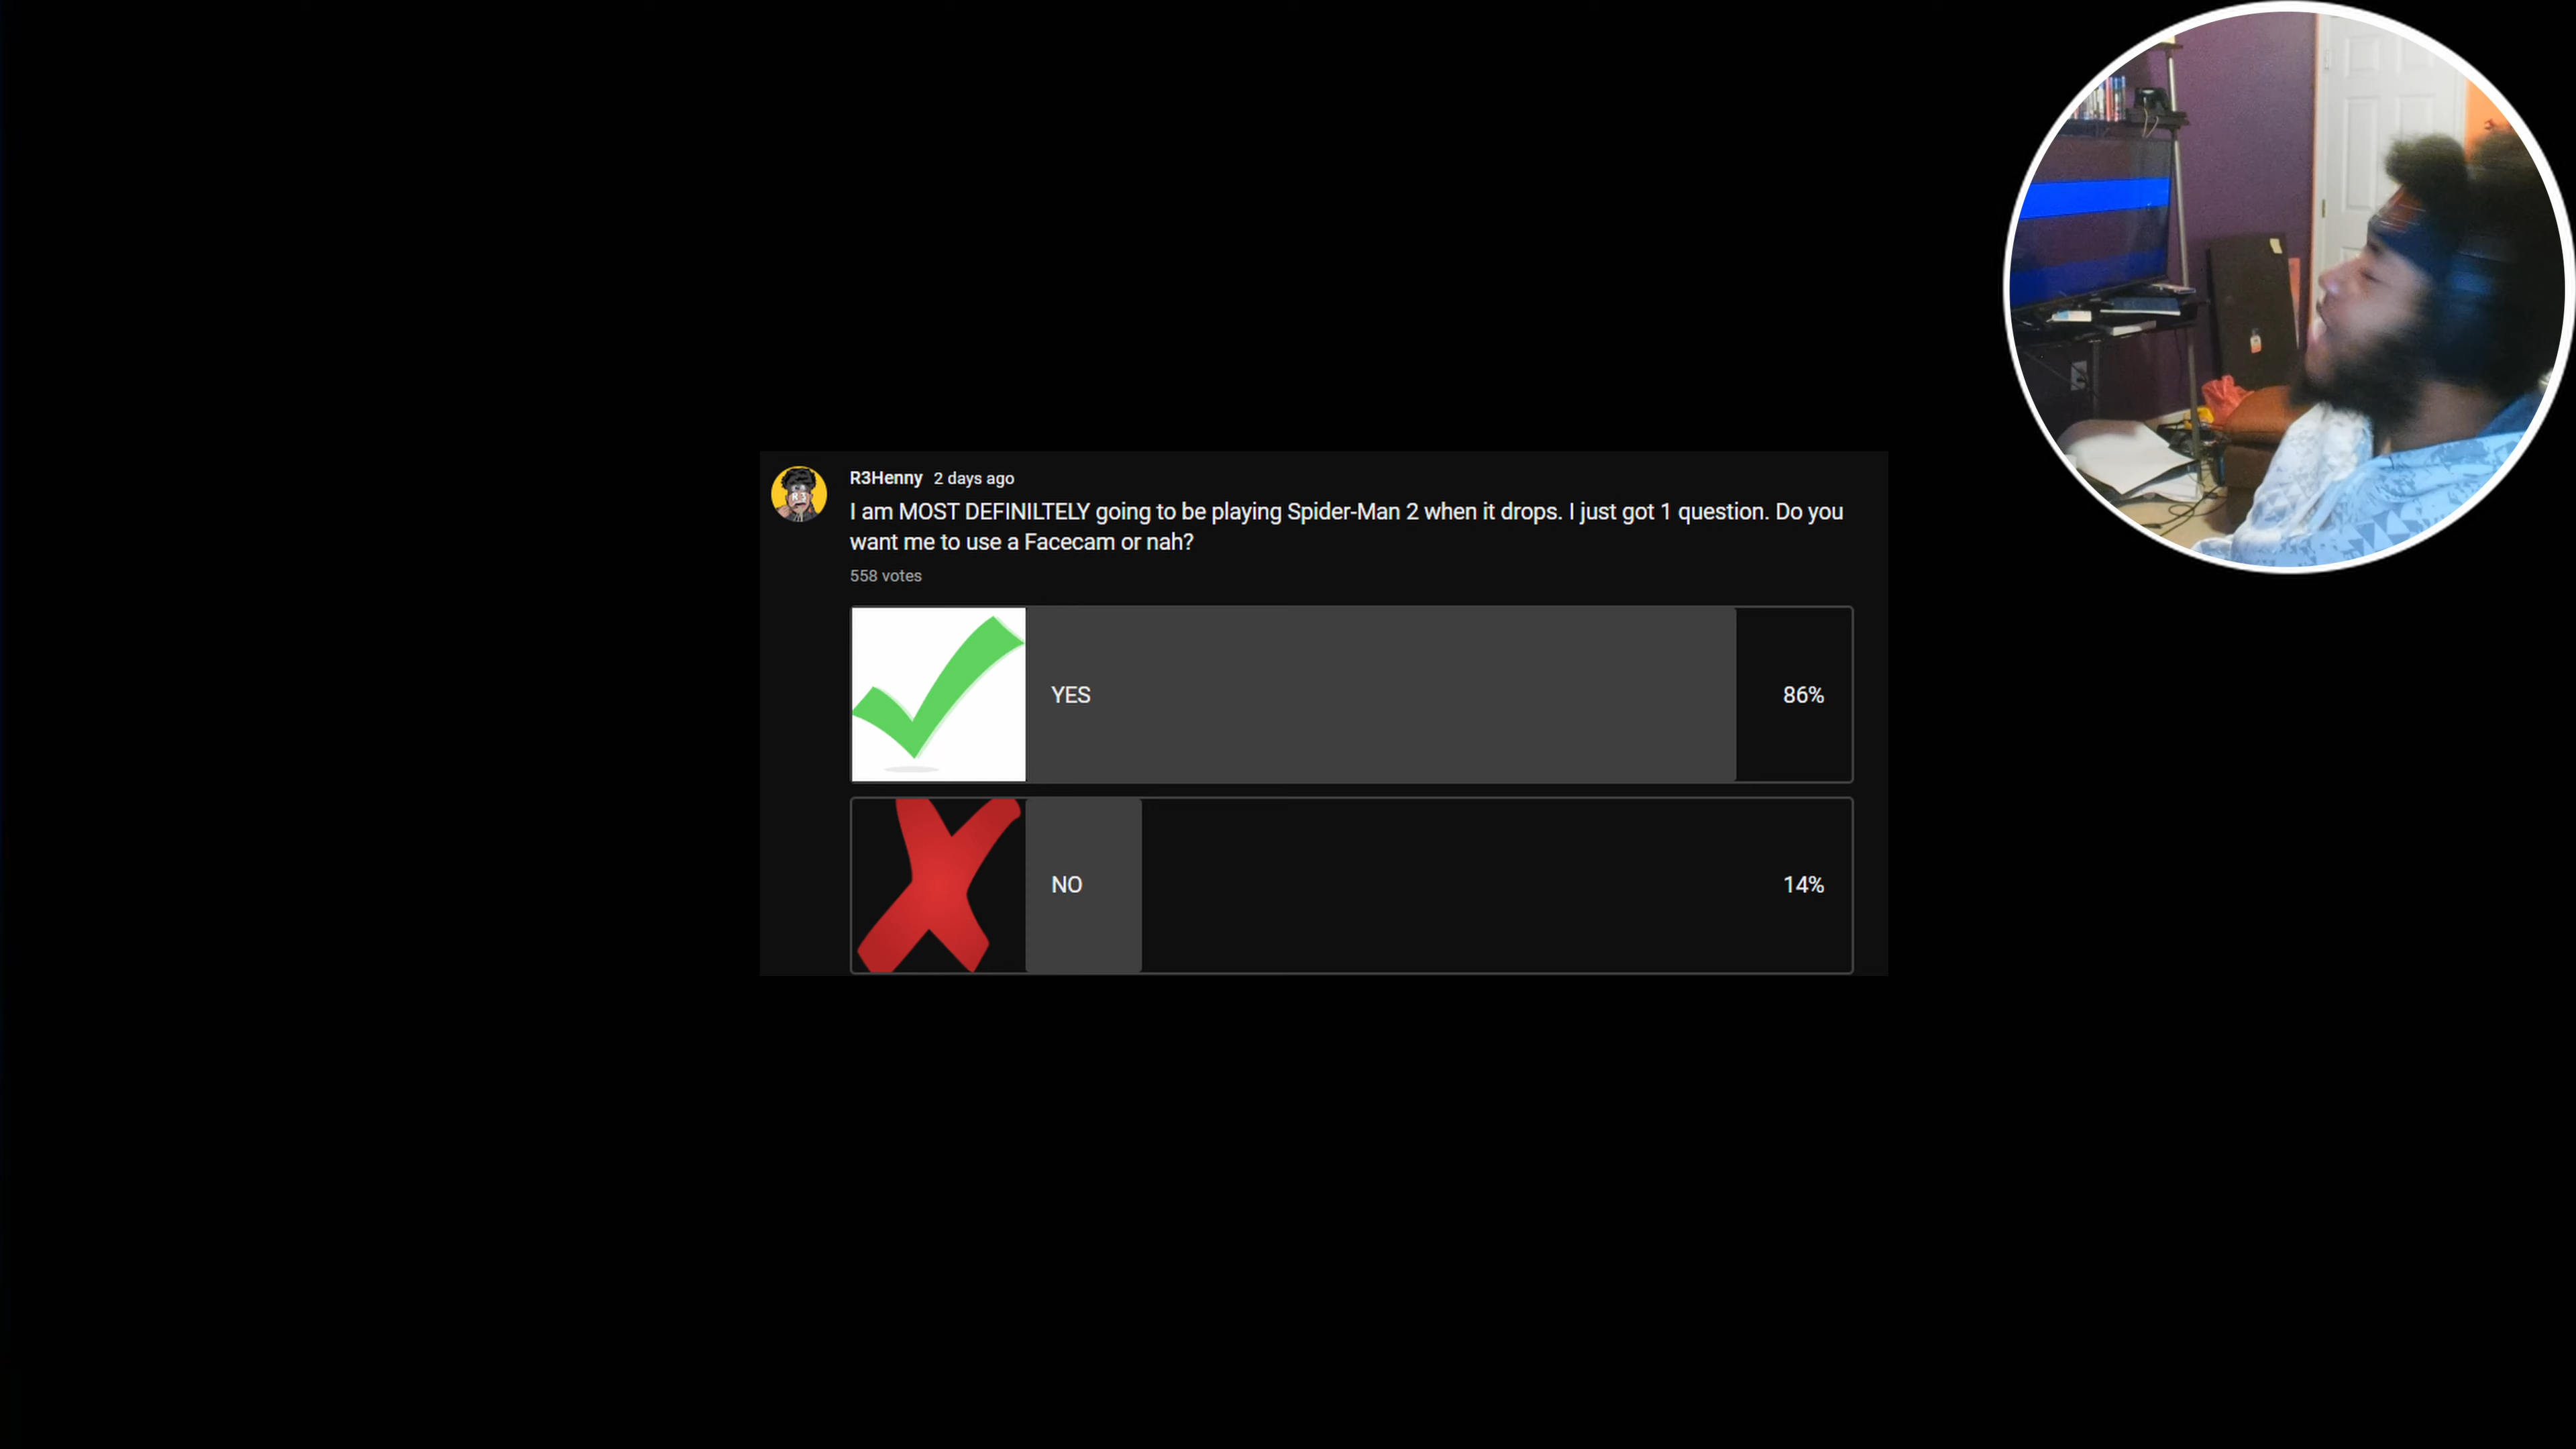 R3Henny 2 days ago
I am MOST DEFINILTELY going to be playing Spider-Man 2 when it drops. I just got 1 question. Do you
want me to use a Facecam or nah?
558 votes
YES 86%
NO 14%